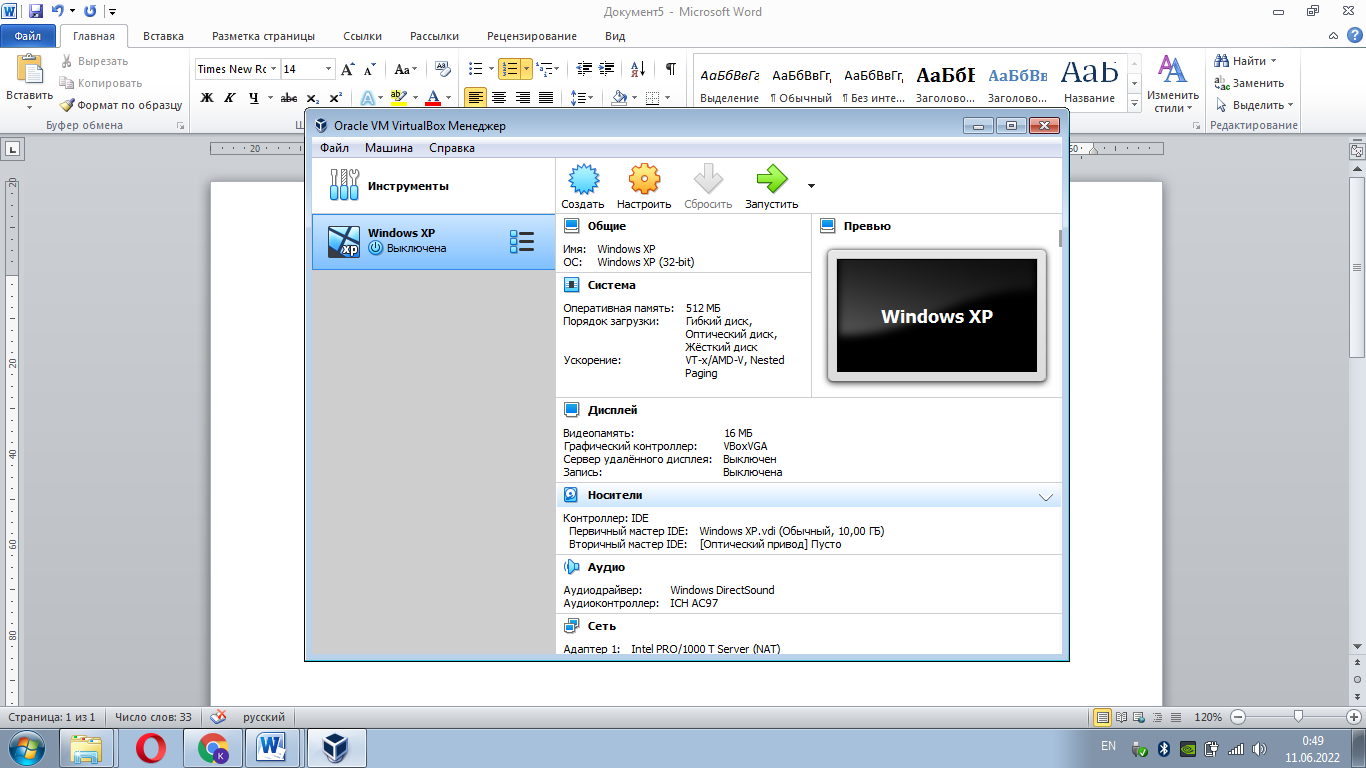 Документ5 - Microsoft Word
Файл Главная Вставка Разметка страницы Ссылки Рассылки Рецензирование Вид
Вставить
Вырезать
Копировать
Формат по образцу
Буфер обмена
Times New Ro 14
Ж К Ч abc x₂ x²
АаБбВвГг АаБбВвГг, АаБбВвГг, АаБбВ АаБбВв АаБ
Выделение ¶ Обычный ¶ Без инте... Заголово... Заголово... Название
Изменить стили
Найти
Заменить
Выделить
Редактирование
Oracle VM VirtualBox Менеджер
Файл Машина Справка
Инструменты
Windows XP
Выключена
Создать Настроить Сбросить Запустить
Общие
Имя: Windows XP
ОС: Windows XP (32-bit)
Система
Оперативная память: 512 МБ
Порядок загрузки: Гибкий диск,
Оптический диск,
Жёсткий диск
Ускорение: VT-x/AMD-V, Nested
Paging
Превью
Windows XP
Дисплей
Видеопамять: 16 МБ
Графический контроллер: VBoxVGA
Сервер удалённого дисплея: Выключен
Запись: Выключена
Носители
Контроллер: IDE
Первичный мастер IDE: Windows XP.vdi (Обычный, 10,00 ГБ)
Вторичный мастер IDE: [Оптический привод] Пусто
Аудио
Аудиодрайвер: Windows DirectSound
Аудиоконтроллер: ICH AC97
Сеть
Адаптер 1: Intel PRO/1000 T Server (NAT)
Страница: 1 из 1 Число слов: 33 русский 120%
EN 0:49
11.06.2022